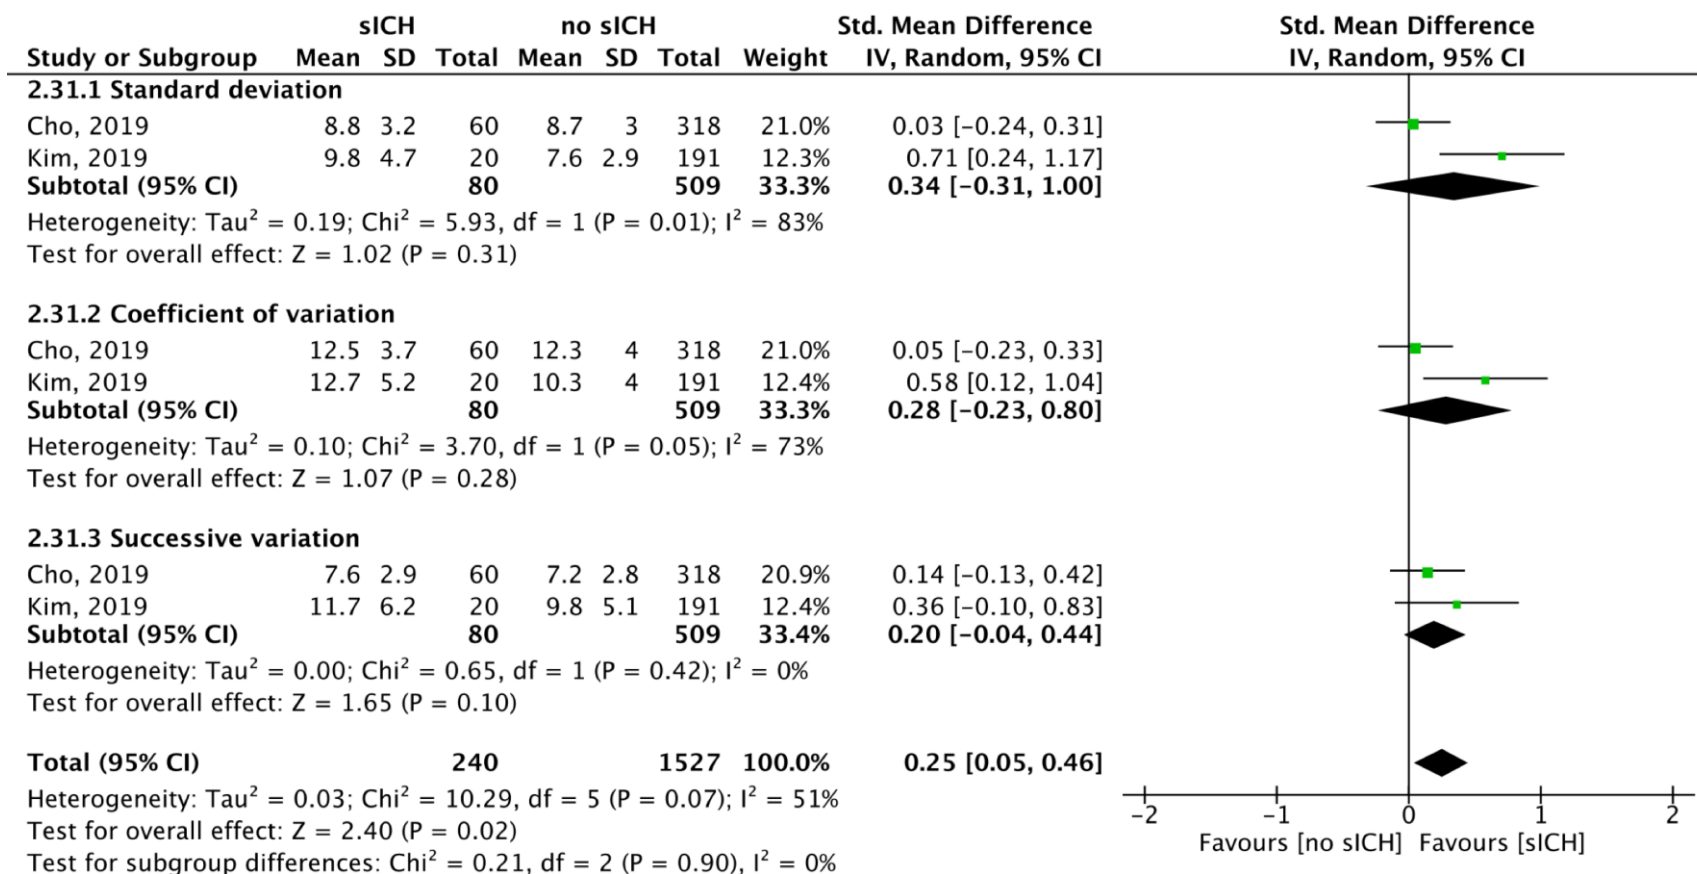 sICH no sICH Std. Mean Difference Std. Mean Difference
Study or Subgroup Mean SD Total Mean SD Total Weight IV, Random, 95% CI IV, Random, 95% CI
2.31.1 Standard deviation
Cho, 2019 8.8 3.2 60 8.7 3 318 21.0% 0.03 [−0.24, 0.31]
Kim, 2019 9.8 4.7 20 7.6 2.9 191 12.3% 0.71 [0.24, 1.17]
Subtotal (95% CI) 80 509 33.3% 0.34 [−0.31, 1.00]
Heterogeneity: Tau² = 0.19; Chi² = 5.93, df = 1 (P = 0.01); I² = 83%
Test for overall effect: Z = 1.02 (P = 0.31)
2.31.2 Coefficient of variation
Cho, 2019 12.5 3.7 60 12.3 4 318 21.0% 0.05 [−0.23, 0.33]
Kim, 2019 12.7 5.2 20 10.3 4 191 12.4% 0.58 [0.12, 1.04]
Subtotal (95% CI) 80 509 33.3% 0.28 [−0.23, 0.80]
Heterogeneity: Tau² = 0.10; Chi² = 3.70, df = 1 (P = 0.05); I² = 73%
Test for overall effect: Z = 1.07 (P = 0.28)
2.31.3 Successive variation
Cho, 2019 7.6 2.9 60 7.2 2.8 318 20.9% 0.14 [−0.13, 0.42]
Kim, 2019 11.7 6.2 20 9.8 5.1 191 12.4% 0.36 [−0.10, 0.83]
Subtotal (95% CI) 80 509 33.4% 0.20 [−0.04, 0.44]
Heterogeneity: Tau² = 0.00; Chi² = 0.65, df = 1 (P = 0.42); I² = 0%
Test for overall effect: Z = 1.65 (P = 0.10)
Total (95% CI) 240 1527 100.0% 0.25 [0.05, 0.46]
Heterogeneity: Tau² = 0.03; Chi² = 10.29, df = 5 (P = 0.07); I² = 51%
Test for overall effect: Z = 2.40 (P = 0.02)
Test for subgroup differences: Chi² = 0.21, df = 2 (P = 0.90), I² = 0%
−2 −1 0 1 2
Favours [no sICH] Favours [sICH]